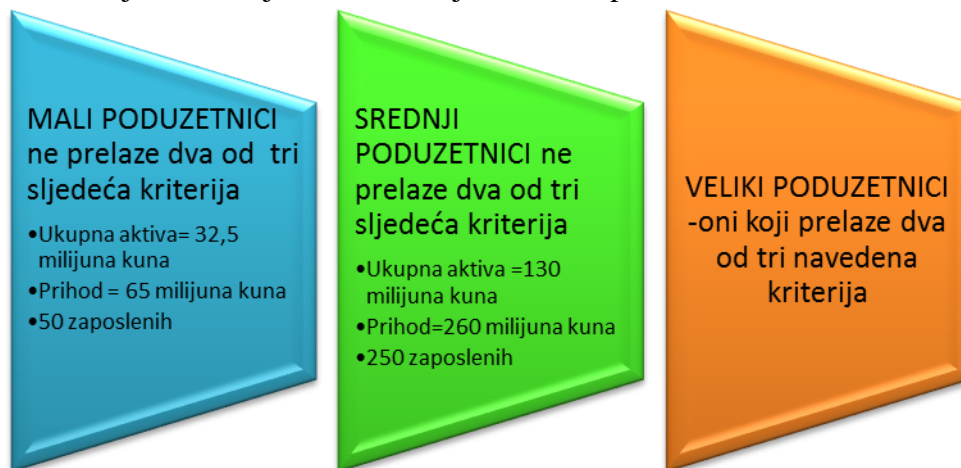 MALI PODUZETNICI
ne prelaze dva od tri
sljedeća kriterija
•Ukupna aktiva= 32,5
milijuna kuna
•Prihod = 65 milijuna kuna
•50 zaposlenih
SREDNJI
PODUZETNICI ne
prelaze dva od tri
sljedeća kriterija
•Ukupna aktiva =130
milijuna kuna
•Prihod=260 milijuna kuna
•250 zaposlenih
VELIKI PODUZETNICI
-oni koji prelaze dva
od tri navedena
kriterija